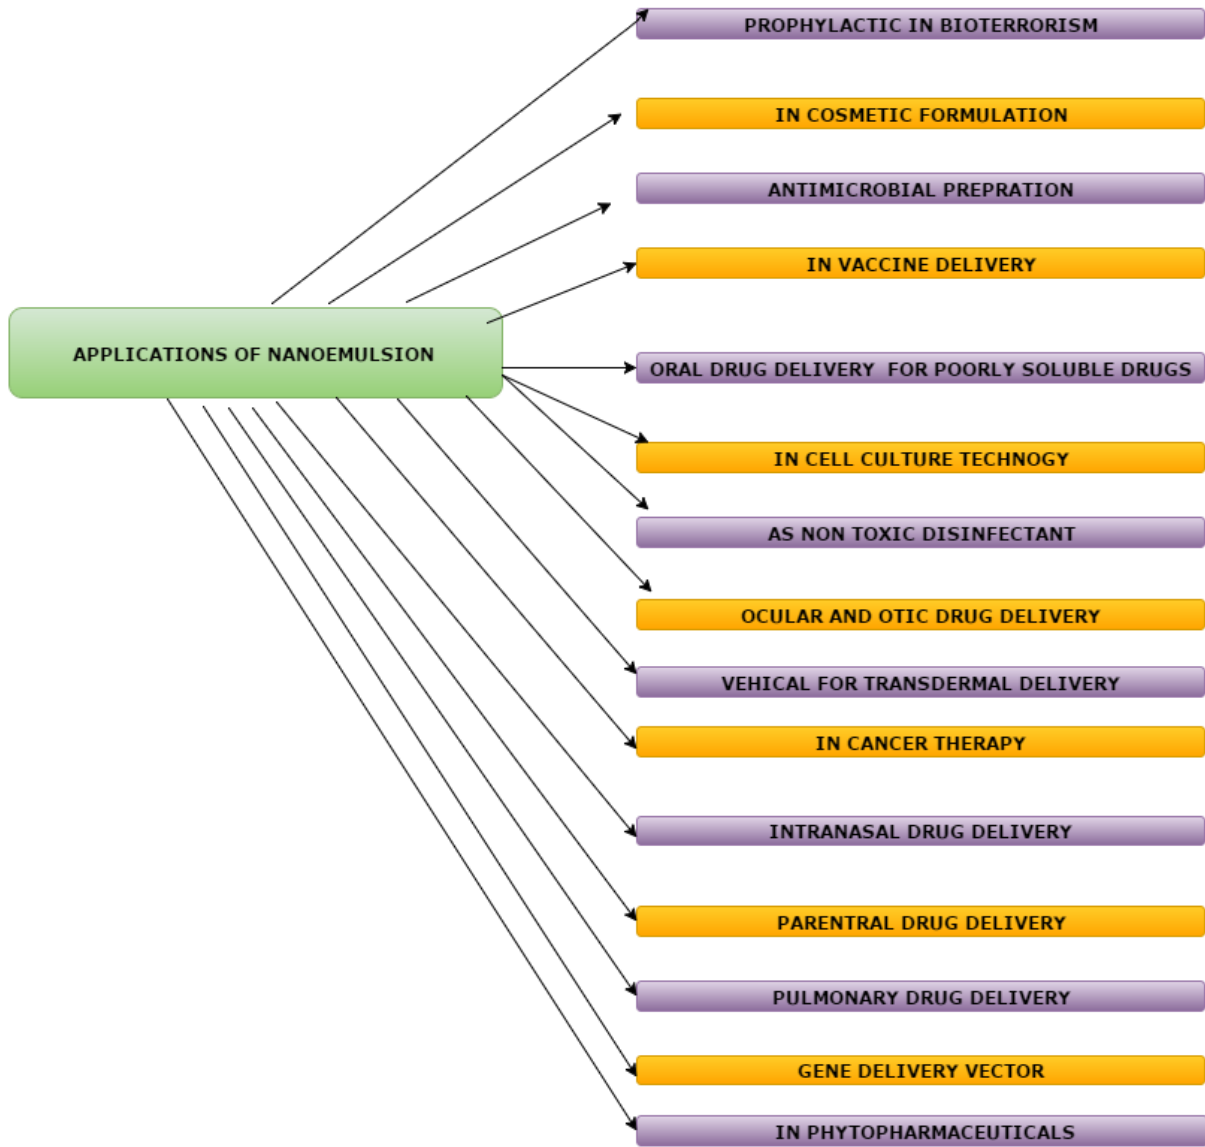 PROPHYLACTIC IN BIOTERRORISM
IN COSMETIC FORMULATION
ANTIMICROBIAL PREPRATION
IN VACCINE DELIVERY
APPLICATIONS OF NANOEMULSION
ORAL DRUG DELIVERY FOR POORLY SOLUBLE DRUGS
IN CELL CULTURE TECHNOGY
AS NON TOXIC DISINFECTANT
OCULAR AND OTIC DRUG DELIVERY
VEHICAL FOR TRANSDERMAL DELIVERY
IN CANCER THERAPY
INTRANASAL DRUG DELIVERY
PARENTRAL DRUG DELIVERY
PULMONARY DRUG DELIVERY
GENE DELIVERY VECTOR
IN PHYTOPHARMACEUTICALS